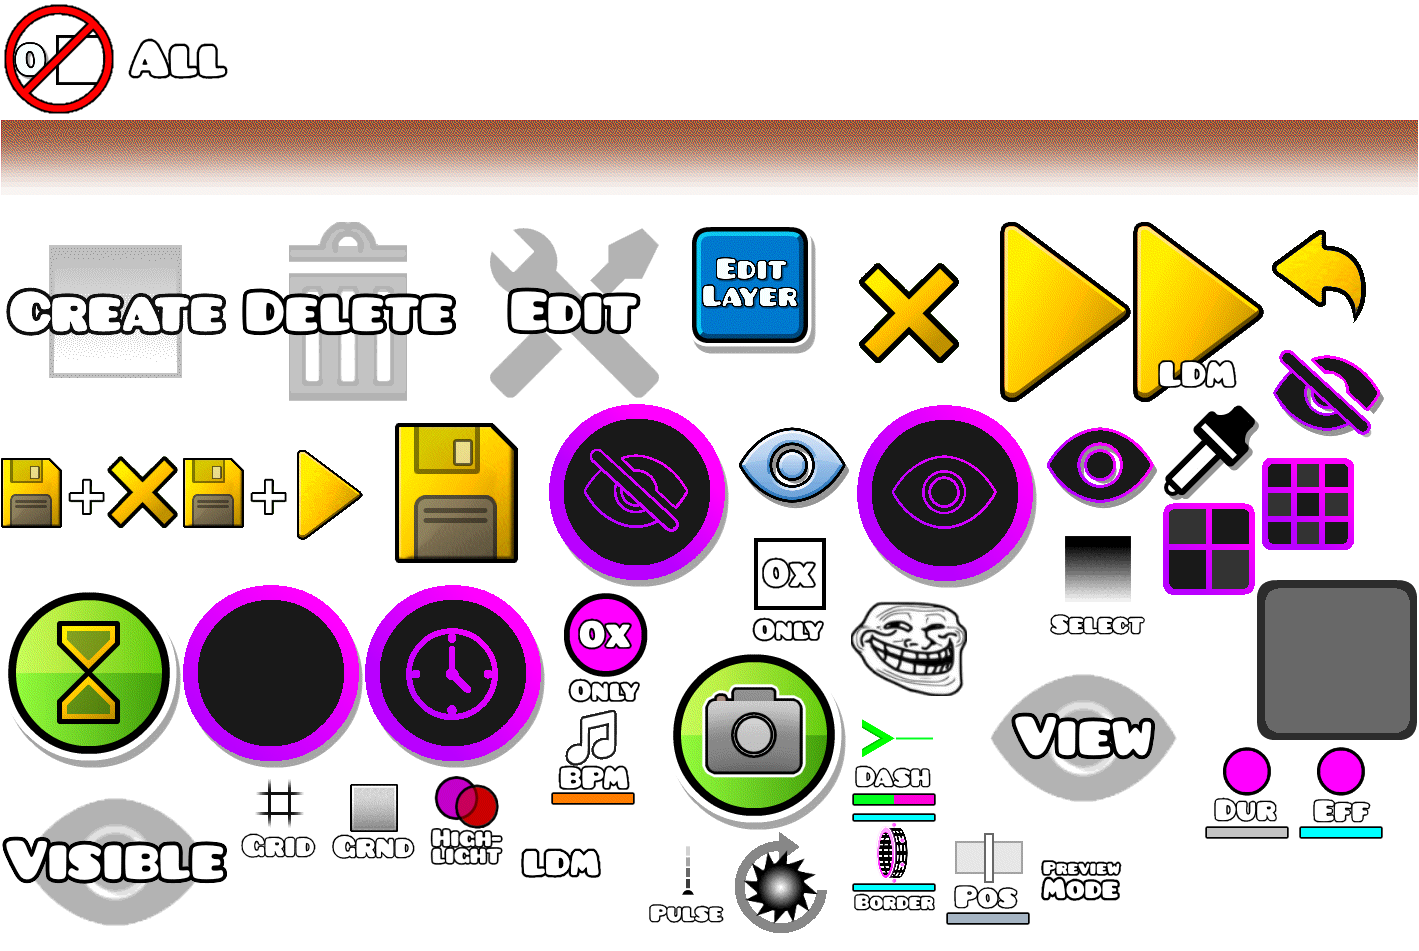 0
ALL
CREATE
DELETE
EDIT
EDIT
LAYER
LDM
0x
ONLY
SELECT
0x
ONLY
BPM
VIEW
DASH
DUR
EFF
VISIBLE
GRID
GRND
HIGH-
LIGHT
LDM
PULSE
BORDER
POS
PREVIEW
MODE